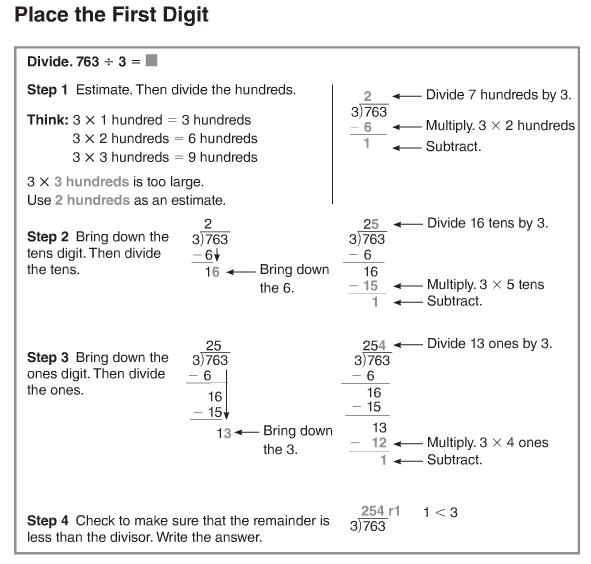 Place the First Digit
Divide. 763 ÷ 3 = ■
Step 1 Estimate. Then divide the hundreds.
Think: 3 × 1 hundred = 3 hundreds
3 × 2 hundreds = 6 hundreds
3 × 3 hundreds = 9 hundreds
3 × 3 hundreds is too large.
Use 2 hundreds as an estimate.
2 ← Divide 7 hundreds by 3.
3)763
− 6 ← Multiply. 3 × 2 hundreds
1 ← Subtract.
Step 2 Bring down the
tens digit. Then divide
the tens.
2
3)763
− 6↓
16 ← Bring down
the 6.
25 ← Divide 16 tens by 3.
3)763
− 6
16
− 15 ← Multiply. 3 × 5 tens
1 ← Subtract.
Step 3 Bring down the
ones digit. Then divide
the ones.
25
3)763
− 6
16
− 15
13 ← Bring down
the 3.
254 ← Divide 13 ones by 3.
3)763
− 6
16
− 15
13
− 12 ← Multiply. 3 × 4 ones
1 ← Subtract.
Step 4 Check to make sure that the remainder is
less than the divisor. Write the answer.
254 r1 1 < 3
3)763